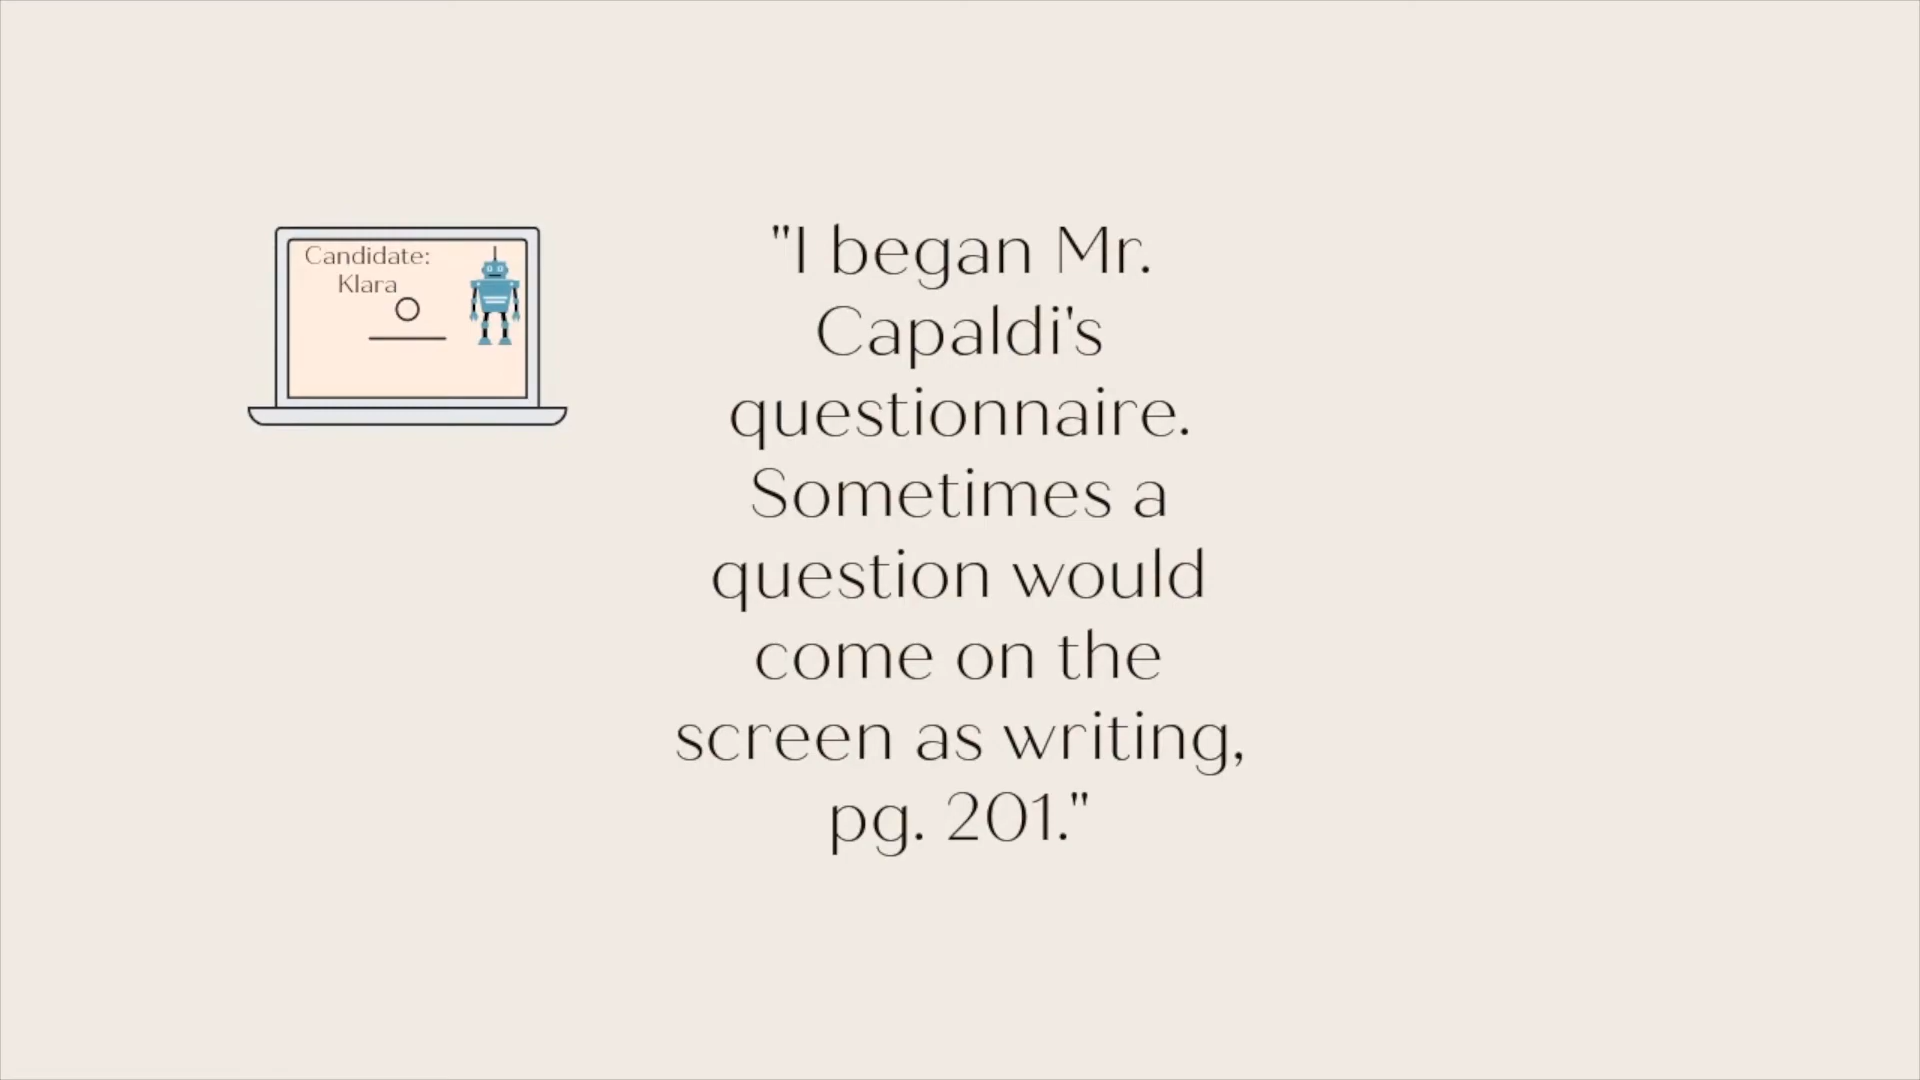 Candidate:
Klara
"I began Mr.
Capaldi's
questionnaire.
Sometimes a
question would
come on the
screen as writing,
pg. 201."